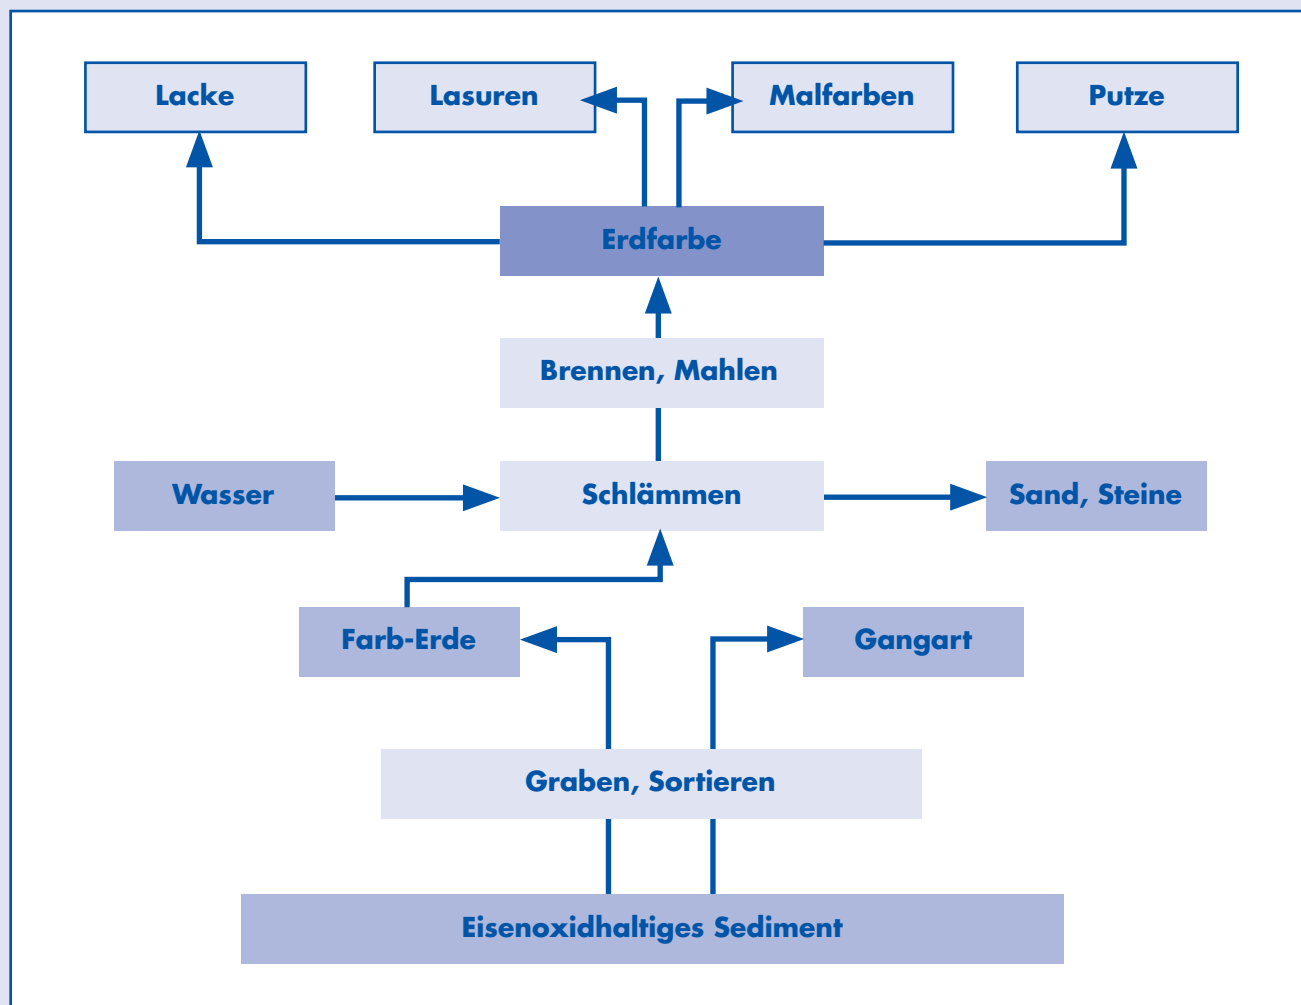 Lacke
Lasuren
Malfarben
Putze
Erdfarbe
Brennen, Mahlen
Wasser
Schlämmen
Sand, Steine
Farb-Erde
Gangart
Graben, Sortieren
Eisenoxidhaltiges Sediment